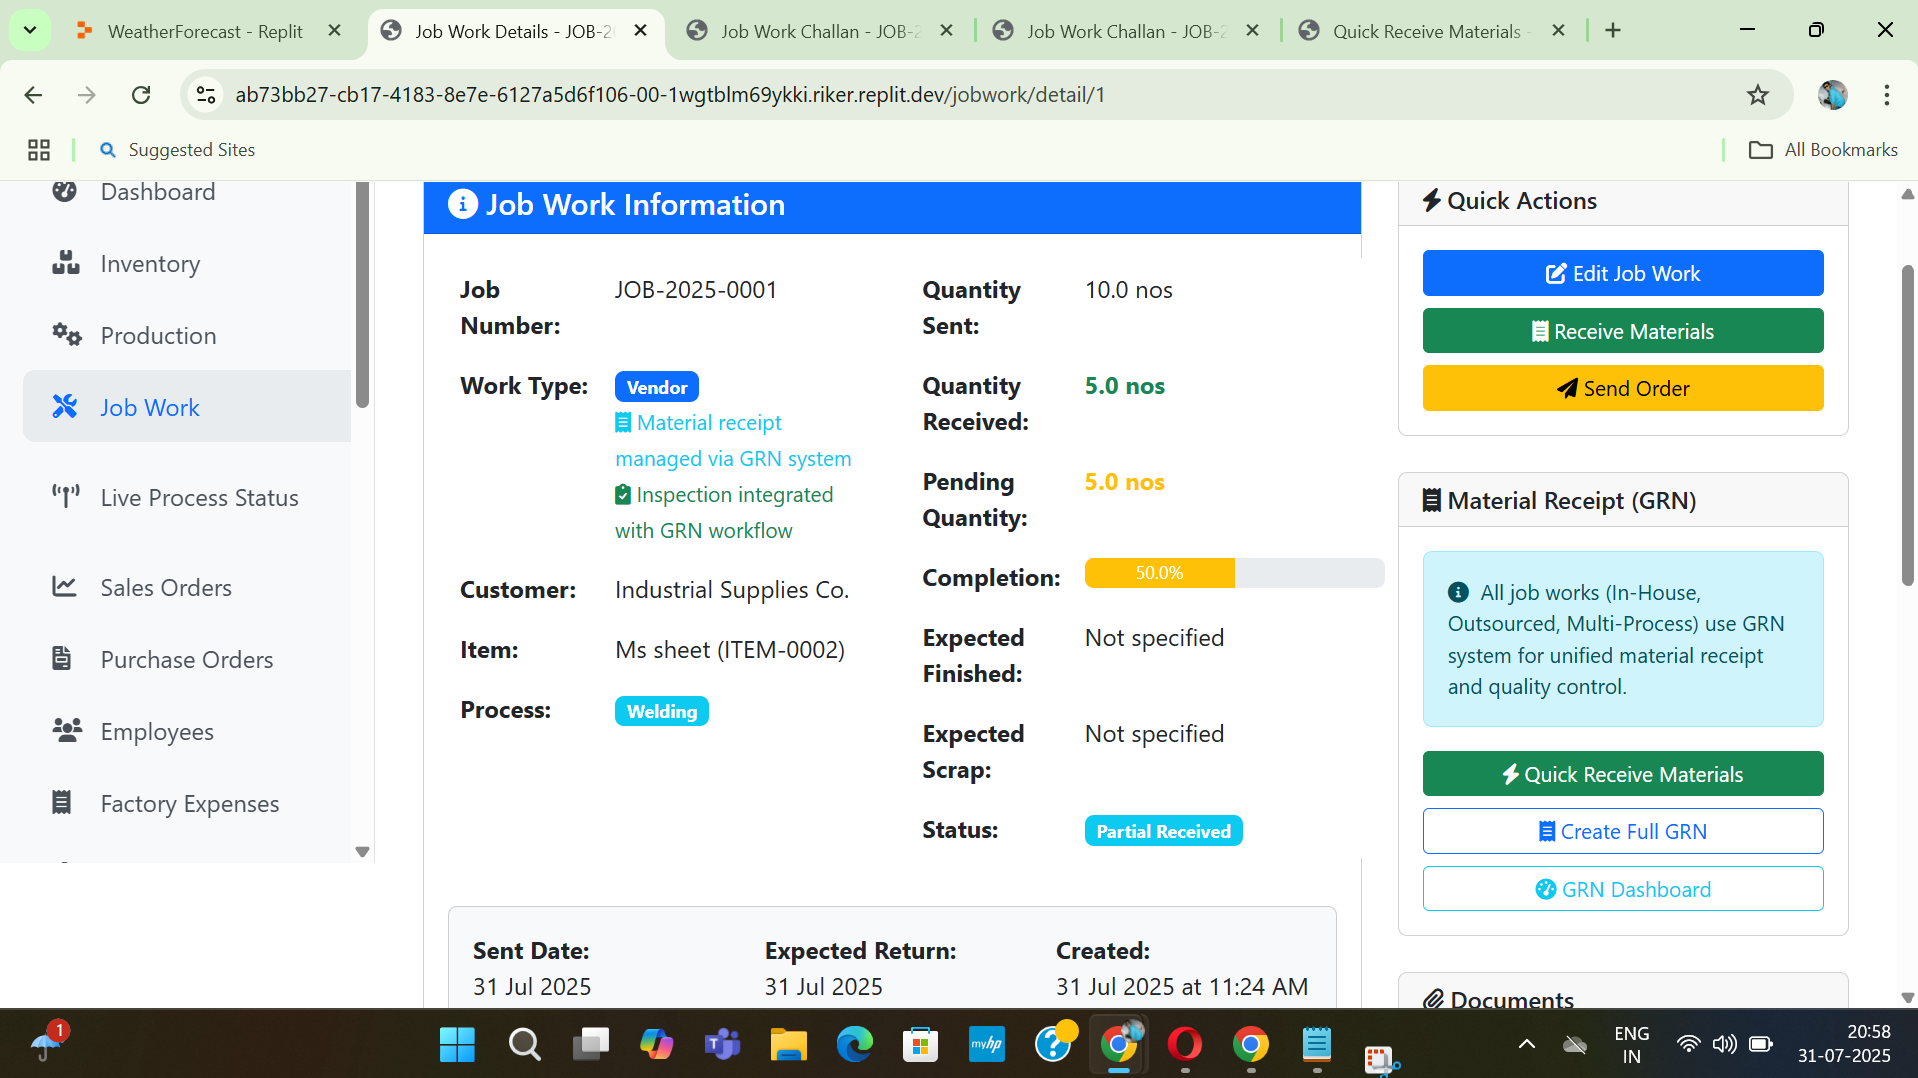 WeatherForecast - Replit
Job Work Details - JOB-2
Job Work Challan - JOB-2
Job Work Challan - JOB-2
Quick Receive Materials -
ab73bb27-cb17-4183-8e7e-6127a5d6f106-00-1wgtblm69ykki.riker.replit.dev/jobwork/detail/1
Suggested Sites
All Bookmarks
Dashboard
Inventory
Production
Job Work
Live Process Status
Sales Orders
Purchase Orders
Employees
Factory Expenses
Job Work Information
Job
Number:
JOB-2025-0001
Work Type:
Vendor
Material receipt
managed via GRN system
Inspection integrated
with GRN workflow
Customer:
Industrial Supplies Co.
Item:
Ms sheet (ITEM-0002)
Process:
Welding
Quantity
Sent:
10.0 nos
Quantity
Received:
5.0 nos
Pending
Quantity:
5.0 nos
Completion:
50.0%
Expected
Finished:
Not specified
Expected
Scrap:
Not specified
Status:
Partial Received
Sent Date:
31 Jul 2025
Expected Return:
31 Jul 2025
Created:
31 Jul 2025 at 11:24 AM
Quick Actions
Edit Job Work
Receive Materials
Send Order
Material Receipt (GRN)
All job works (In-House,
Outsourced, Multi-Process) use GRN
system for unified material receipt
and quality control.
Quick Receive Materials
Create Full GRN
GRN Dashboard
Documents
1
myhp
ENG
IN
20:58
31-07-2025